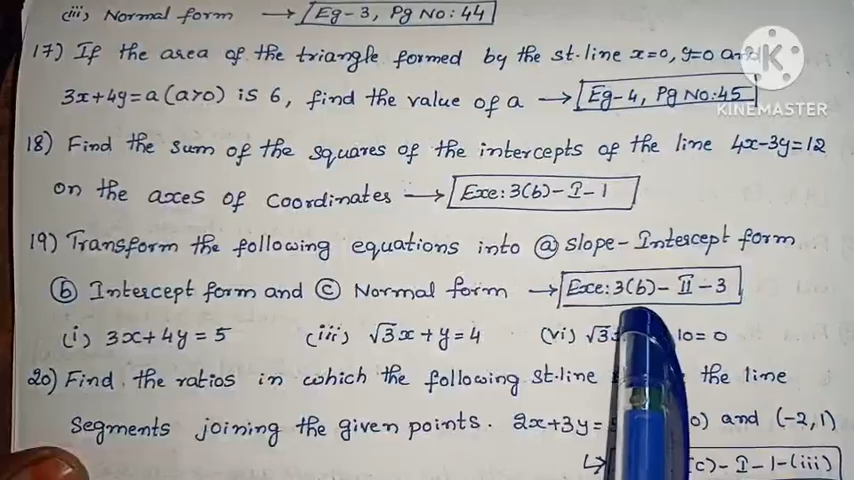 (iii) Normal form → Eg-3, Pg No:44
17) If the area of the triangle formed by the st.line x=0, y=0 and
3x+4y=a(a>0) is 6, find the value of a → Eg-4, Pg No:45
KINEMASTER
18) Find the sum of the squares of the intercepts of the line 4x-3y=12
on the axes of coordinates → Exe:3(b)-I-1
19) Transform the following equations into ⓐ slope-Intercept form
ⓑ Intercept form and ⓒ Normal form → Exe:3(b)-II-3
(i) 3x+4y=5 (iii) √3x+y=4 (vi) √3 10=0
20) Find the ratios in which the following st.line the line
segments joining the given points. 2x+3y= 0) and (-2,1)
↳ (c)-I-1-(iii)